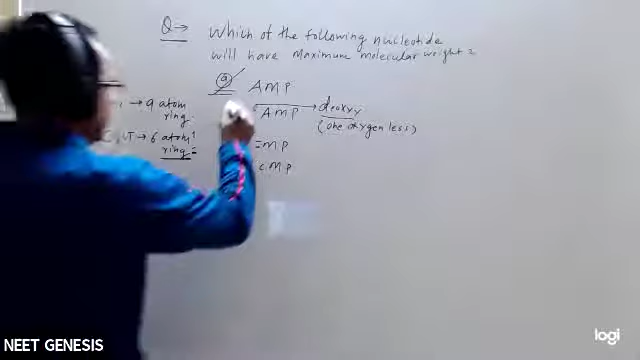 Q→ Which of the following nucleotide
will have maximum molecular weight?
(a) AMP
→ 9 atom
ring.
AMP → deoxy
(one oxygen less)
C, UT → 6 atom
ring =
MP
CMP
logi
NEET GENESIS